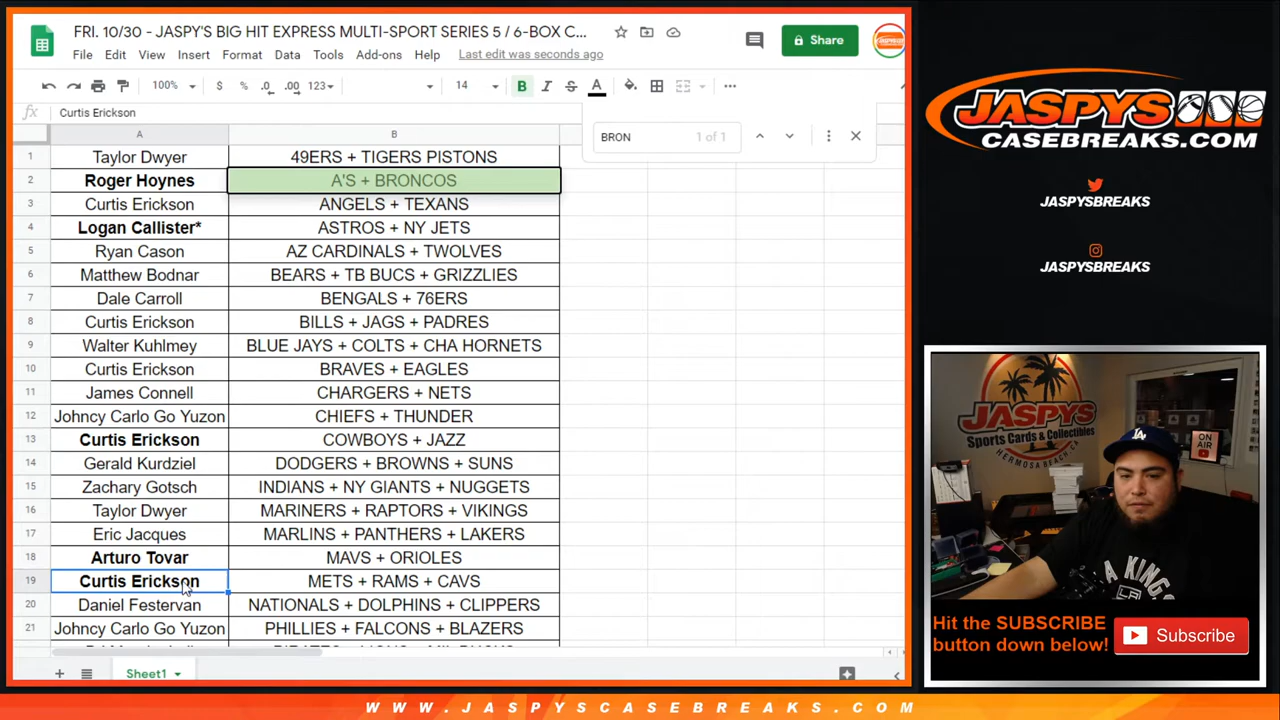 FRI. 10/30 - JASPY'S BIG HIT EXPRESS MULTI-SPORT SERIES 5 / 6-BOX C...
File Edit View Insert Format Data Tools Add-ons Help Last edit was seconds ago
Share
100% $ % .0 .00 123 14 B I S A
fx Curtis Erickson
BRON 1 of 1
A B
1 Taylor Dwyer 49ERS + TIGERS PISTONS
2 Roger Hoynes A'S + BRONCOS
3 Curtis Erickson ANGELS + TEXANS
4 Logan Callister* ASTROS + NY JETS
5 Ryan Cason AZ CARDINALS + TWOLVES
6 Matthew Bodnar BEARS + TB BUCS + GRIZZLIES
7 Dale Carroll BENGALS + 76ERS
8 Curtis Erickson BILLS + JAGS + PADRES
9 Walter Kuhlmey BLUE JAYS + COLTS + CHA HORNETS
10 Curtis Erickson BRAVES + EAGLES
11 James Connell CHARGERS + NETS
12 Johncy Carlo Go Yuzon CHIEFS + THUNDER
13 Curtis Erickson COWBOYS + JAZZ
14 Gerald Kurdziel DODGERS + BROWNS + SUNS
15 Zachary Gotsch INDIANS + NY GIANTS + NUGGETS
16 Taylor Dwyer MARINERS + RAPTORS + VIKINGS
17 Eric Jacques MARLINS + PANTHERS + LAKERS
18 Arturo Tovar MAVS + ORIOLES
19 Curtis Erickson METS + RAMS + CAVS
20 Daniel Festervan NATIONALS + DOLPHINS + CLIPPERS
21 Johncy Carlo Go Yuzon PHILLIES + FALCONS + BLAZERS
Sheet1
JASPYS
CASEBREAKS.COM
JASPYSBREAKS
JASPYSBREAKS
JASPYS
Sports Cards & Collectibles
HERMOSA BEACH CA
ON AIR
LA
KINGS
Hit the SUBSCRIBE
button down below!
Subscribe
WWW.JASPYSCASEBREAKS.COM